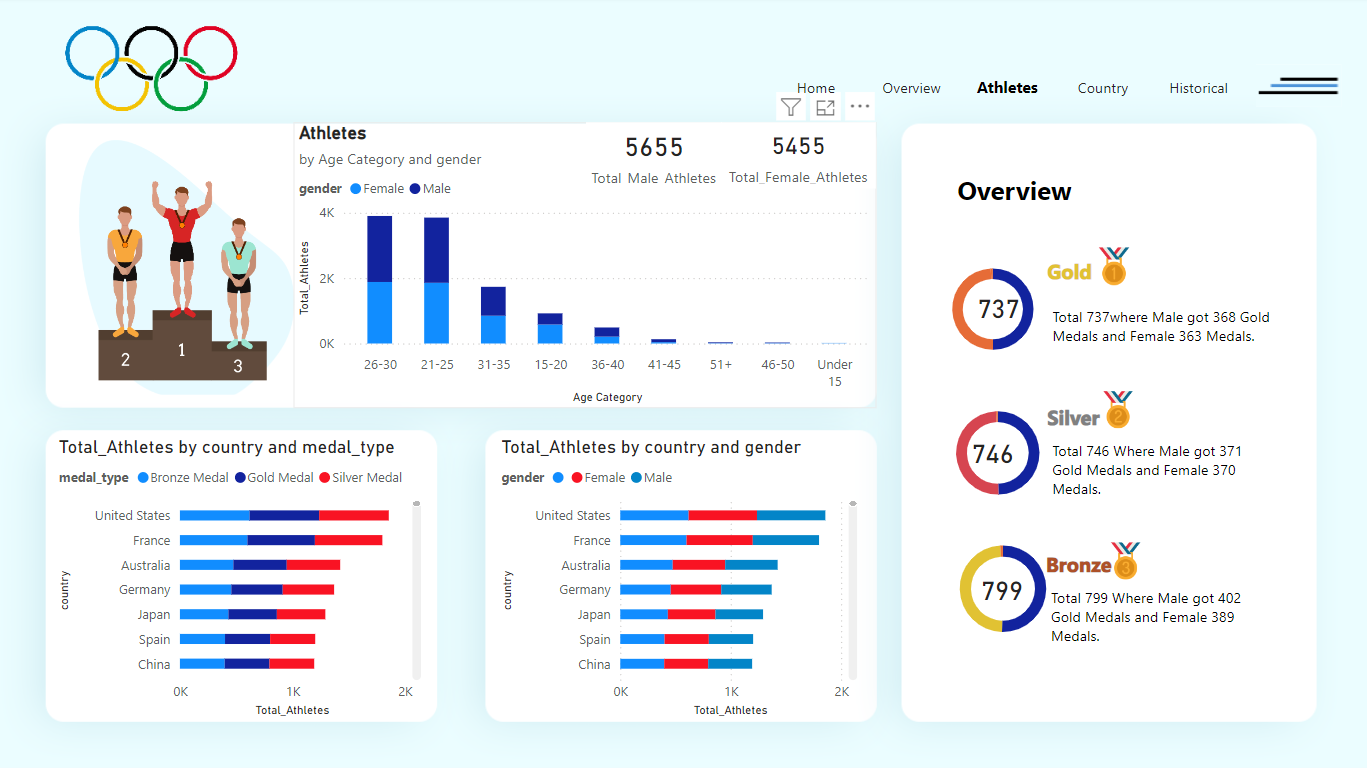 Home Overview Athletes Country Historical
Athletes
by Age Category and gender
gender Female Male
5655
Total Male Athletes
5455
Total_Female_Athletes
4K
2K
0K
Total_Athletes
26-30 21-25 31-35 15-20 36-40 41-45 51+ 46-50 Under
15
Age Category
2
1
3
Total_Athletes by country and medal_type
medal_type Bronze Medal Gold Medal Silver Medal
country
United States
France
Australia
Germany
Japan
Spain
China
0K 1K 2K
Total_Athletes
Total_Athletes by country and gender
gender Female Male
country
United States
France
Australia
Germany
Japan
Spain
China
0K 1K 2K
Total_Athletes
Overview
737
Gold
1
Total 737where Male got 368 Gold
Medals and Female 363 Medals.
746
Silver
2
Total 746 Where Male got 371
Gold Medals and Female 370
Medals.
799
Bronze
3
Total 799 Where Male got 402
Gold Medals and Female 389
Medals.